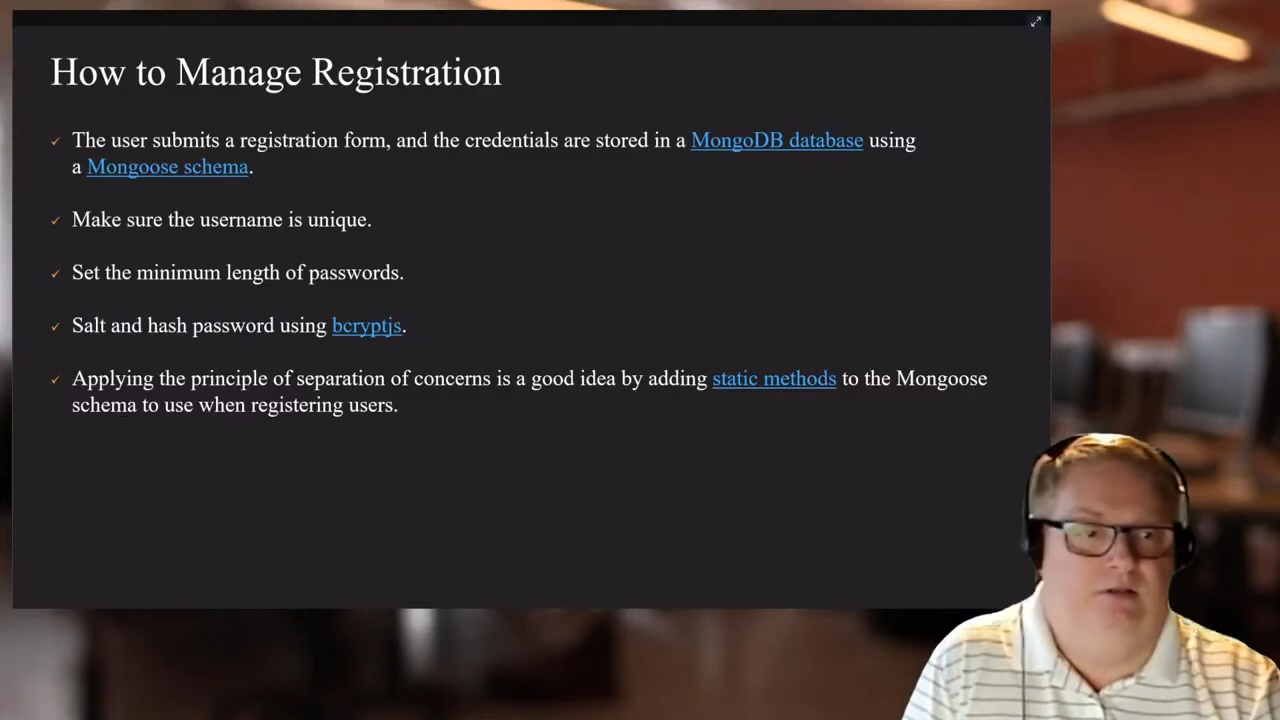 How to Manage Registration
✓ The user submits a registration form, and the credentials are stored in a MongoDB database using
a Mongoose schema.
✓ Make sure the username is unique.
✓ Set the minimum length of passwords.
✓ Salt and hash password using bcryptjs.
✓ Applying the principle of separation of concerns is a good idea by adding static methods to the Mongoose
schema to use when registering users.